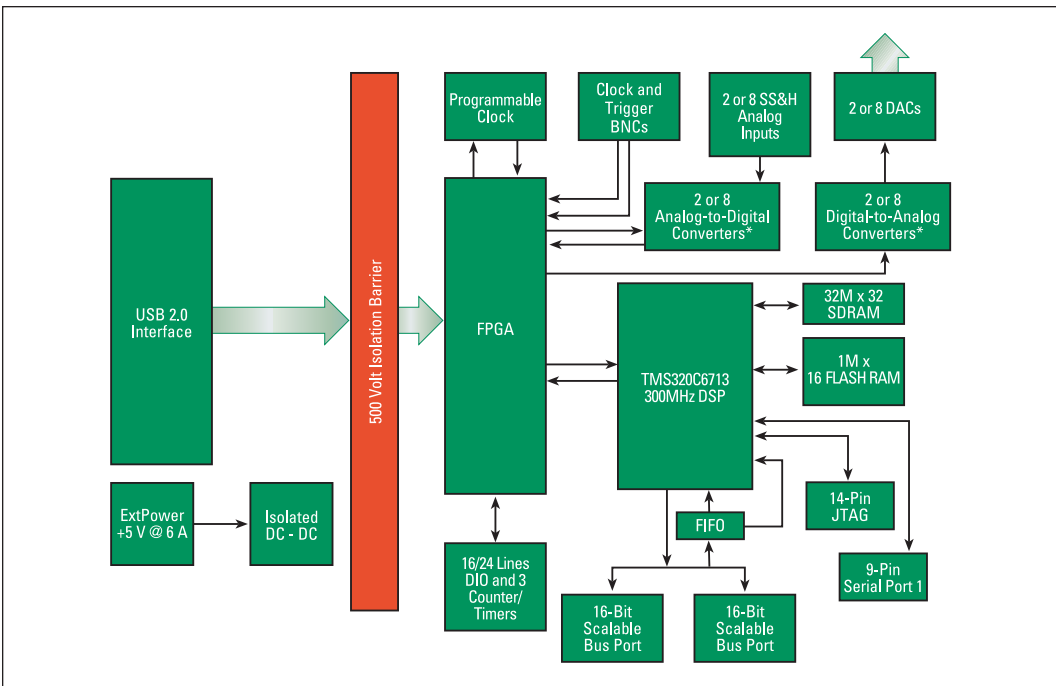 Programmable
Clock
Clock and
Trigger
BNCs
2 or 8 SS&H
Analog
Inputs
2 or 8 DACs
USB 2.0
Interface
500 Volt Isolation Barrier
FPGA
2 or 8
Analog-to-Digital
Converters*
2 or 8
Digital-to-Analog
Converters*
TMS320C6713
300MHz DSP
32M x 32
SDRAM
1M x
16 FLASH RAM
ExtPower
+5 V @ 6 A
Isolated
DC - DC
16/24 Lines
DIO and 3
Counter/
Timers
FIFO
14-Pin
JTAG
9-Pin
Serial Port 1
16-Bit
Scalable
Bus Port
16-Bit
Scalable
Bus Port